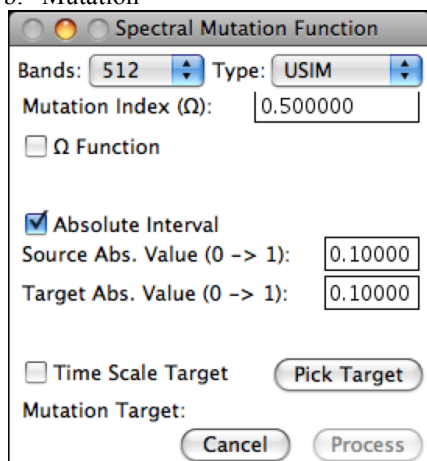 b. Mutation
Spectral Mutation Function
Bands: 512 Type: USIM
Mutation Index (Ω): 0.500000
Ω Function
Absolute Interval
Source Abs. Value (0 -> 1): 0.10000
Target Abs. Value (0 -> 1): 0.10000
Time Scale Target Pick Target
Mutation Target:
Cancel Process